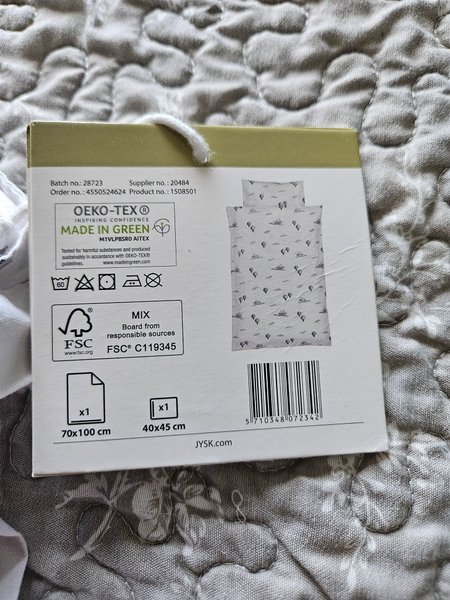 Batch no.: 28723 Supplier no.: 20484
Order no.: 4550524624 Product no.: 1508501
OEKO-TEX®
INSPIRING CONFIDENCE
MADE IN GREEN
M1VLPB5R0 AITEX
Tested for harmful substances and produced
sustainably in accordance with OEKO-TEX®
guidelines. www.madeingreen.com
60
FSC
www.fsc.org
MIX
Board from
responsible sources
FSC® C119345
x1
70x100 cm
x1
40x45 cm
5 710348 072342
JYSK.com